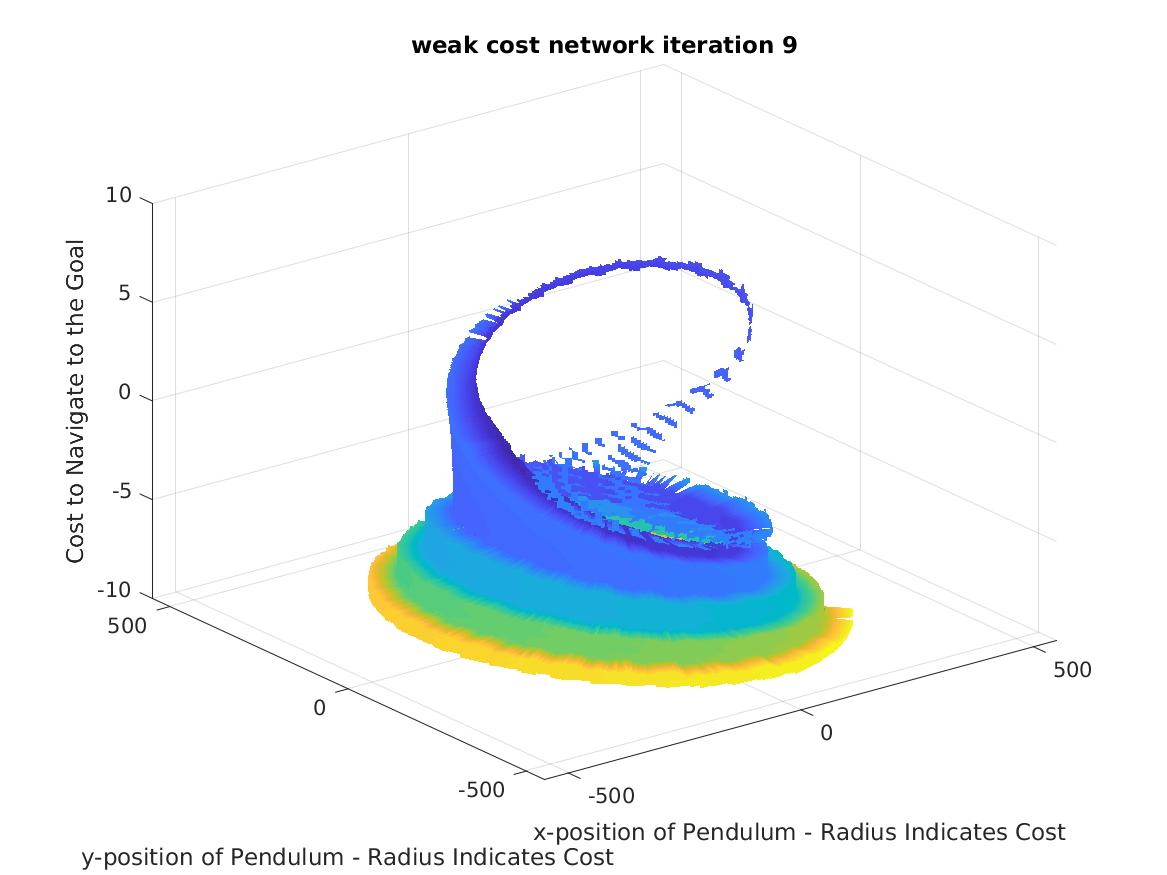 weak cost network iteration 9
Cost to Navigate to the Goal
10
5
0
-5
-10
500
0
-500
-500
0
500
x-position of Pendulum - Radius Indicates Cost
y-position of Pendulum - Radius Indicates Cost